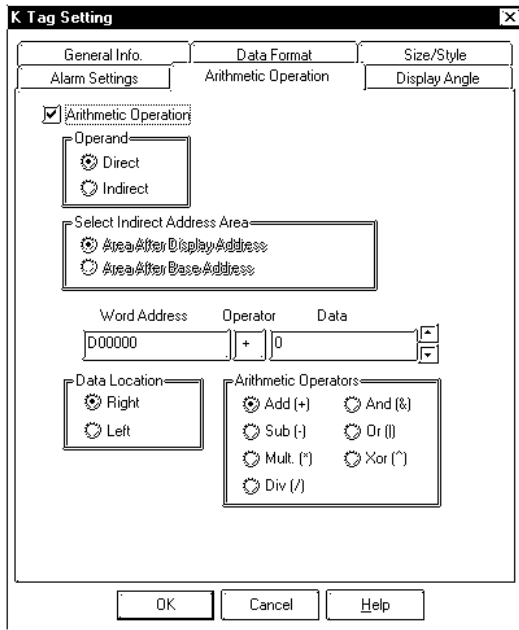 K Tag Setting
General Info. Data Format Size/Style
Alarm Settings Arithmetic Operation Display Angle
Arithmetic Operation
Operand
Direct
Indirect
Select Indirect Address Area
Area After Display Address
Area After Base Address
Word Address Operator Data
D00000 + 0
Data Location Arithmetic Operators
Right Add (+) And (&)
Left Sub (-) Or (|)
Mult. (*) Xor (^)
Div (/)
OK Cancel Help